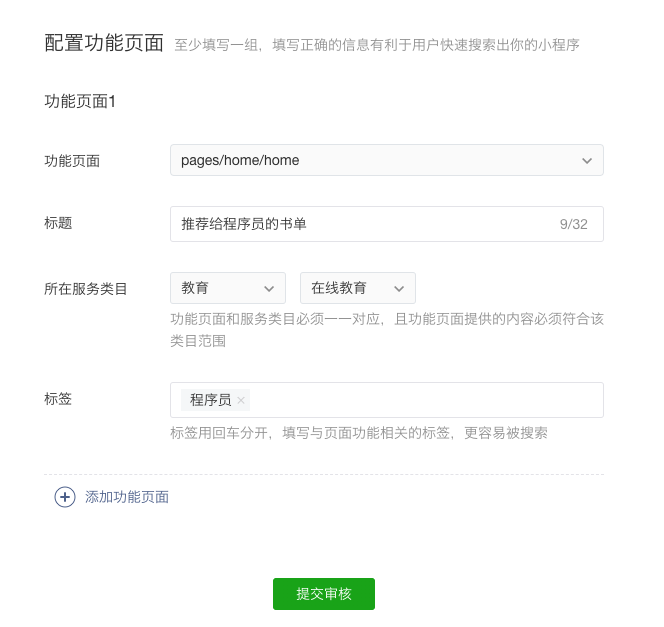 配置功能页面 至少填写一组，填写正确的信息有利于用户快速搜索出你的小程序
功能页面1
功能页面 pages/home/home
标题 推荐给程序员的书单 9/32
所在服务类目 教育 在线教育
功能页面和服务类目必须一一对应，且功能页面提供的内容必须符合该
类目范围
标签 程序员 ×
标签用回车分开，填写与页面功能相关的标签，更容易被搜索
添加功能页面
提交审核